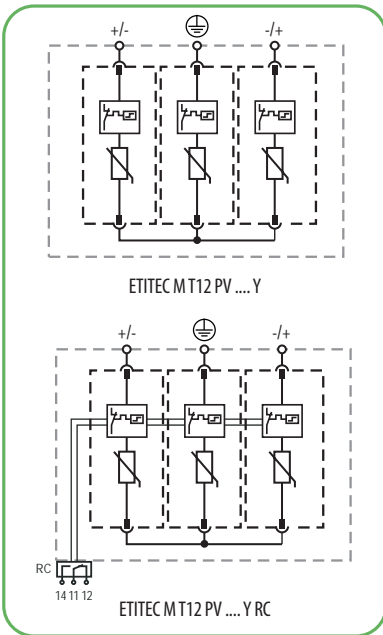 +/- -/+
ETITEC M T12 PV .... Y
+/- -/+
RC
14 11 12
ETITEC M T12 PV .... Y RC